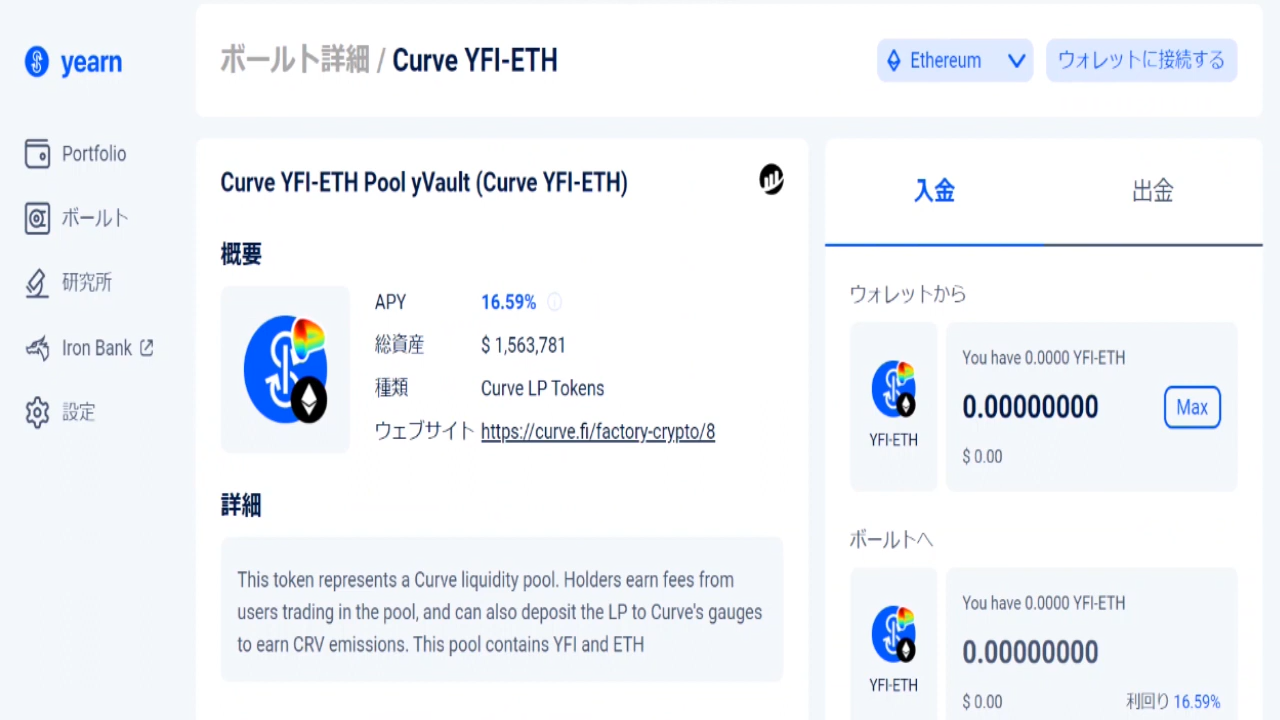 yearn
Portfolio
ボールト
研究所
Iron Bank
設定
ボールト詳細 / Curve YFI-ETH
Ethereum
ウォレットに接続する
Curve YFI-ETH Pool yVault (Curve YFI-ETH)
概要
APY 16.59%
総資産 $ 1,563,781
種類 Curve LP Tokens
ウェブサイト https://curve.fi/factory-crypto/8
詳細
This token represents a Curve liquidity pool. Holders earn fees from
users trading in the pool, and can also deposit the LP to Curve's gauges
to earn CRV emissions. This pool contains YFI and ETH
入金 出金
ウォレットから
YFI-ETH
You have 0.0000 YFI-ETH
0.00000000
Max
$ 0.00
ボールトへ
YFI-ETH
You have 0.0000 YFI-ETH
0.00000000
$ 0.00 利回り 16.59%